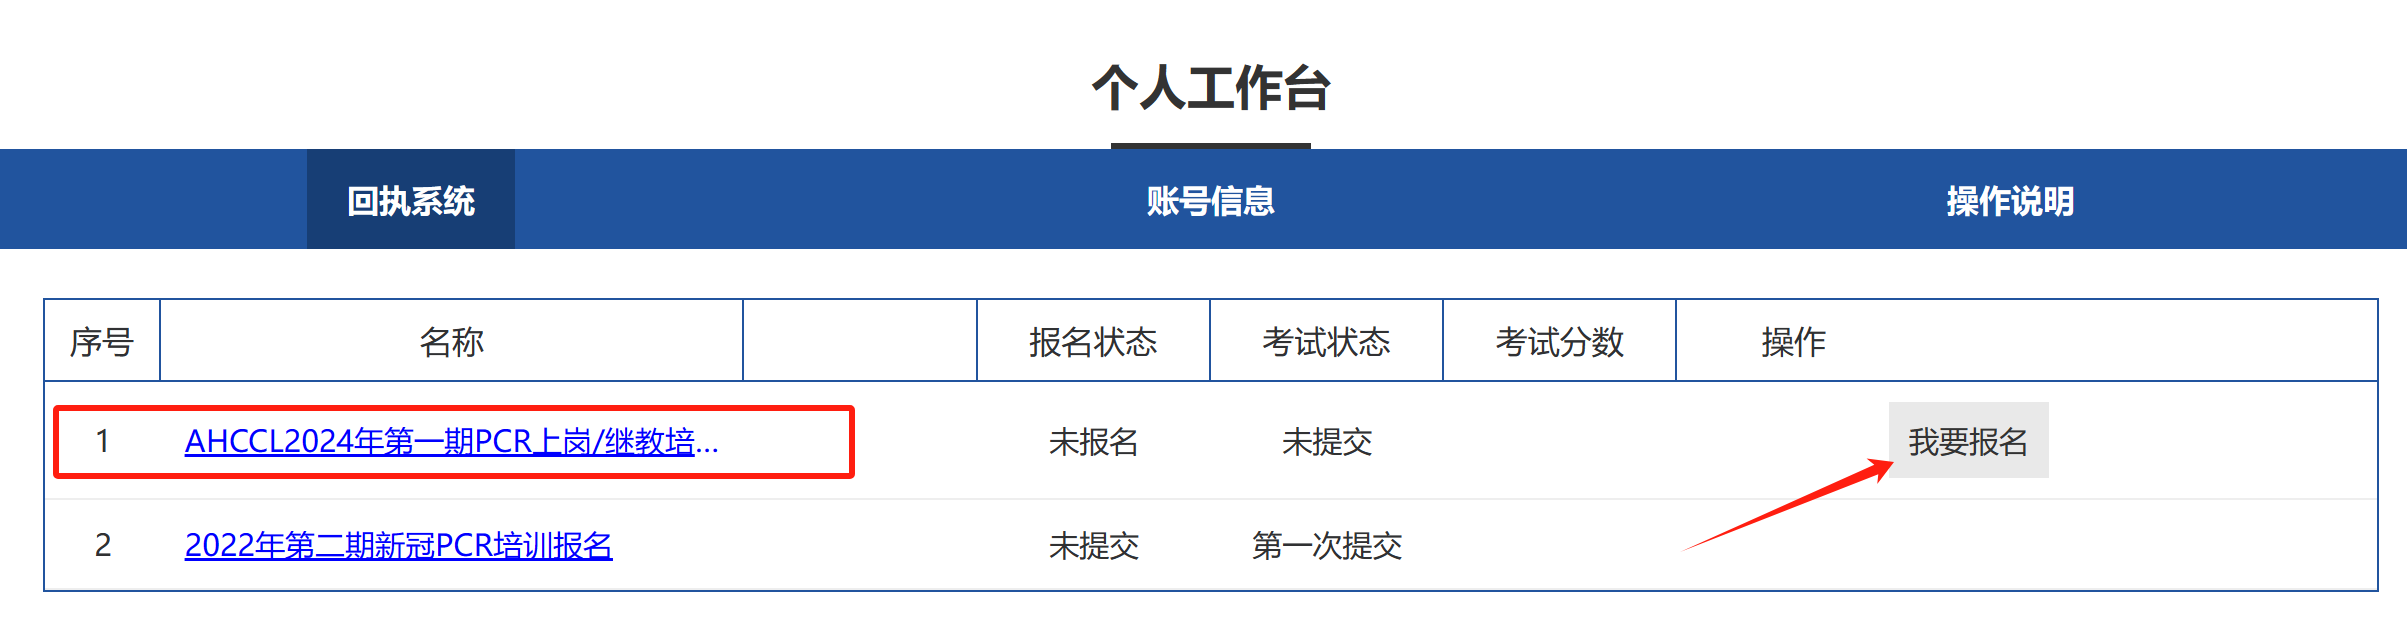 个人工作台
回执系统 账号信息 操作说明
序号 名称 报名状态 考试状态 考试分数 操作
1 AHCCL2024年第一期PCR上岗/继教培... 未报名 未提交 我要报名
2 2022年第二期新冠PCR培训报名 未提交 第一次提交